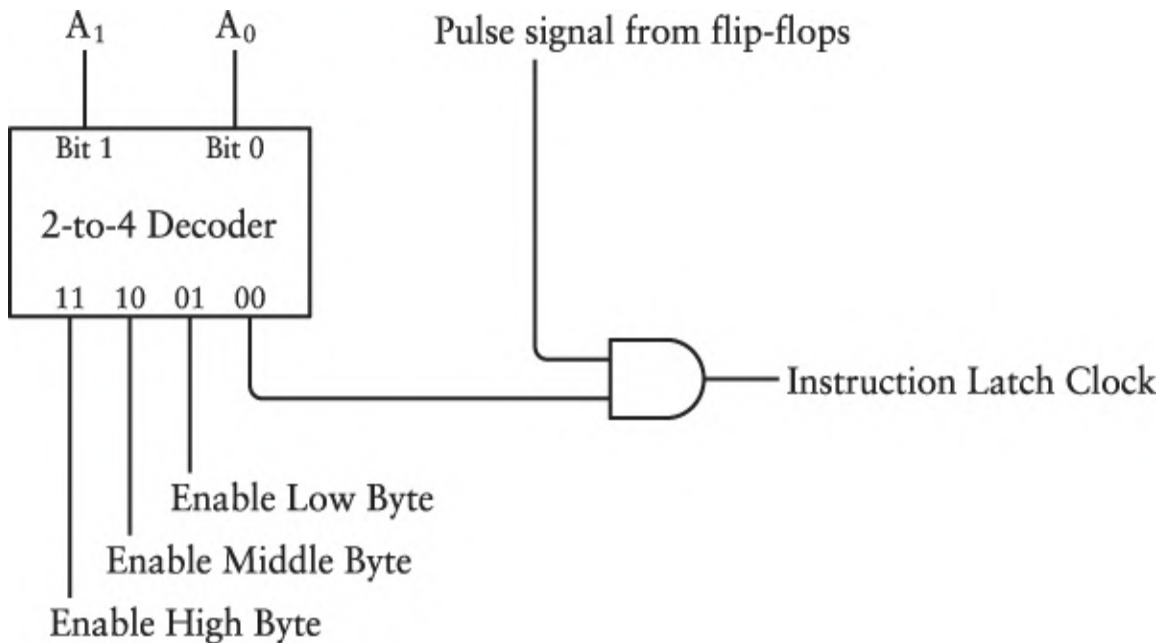 A₁ A₀ Pulse signal from flip-flops
Bit 1 Bit 0
2-to-4 Decoder
11 10 01 00
Instruction Latch Clock
Enable Low Byte
Enable Middle Byte
Enable High Byte